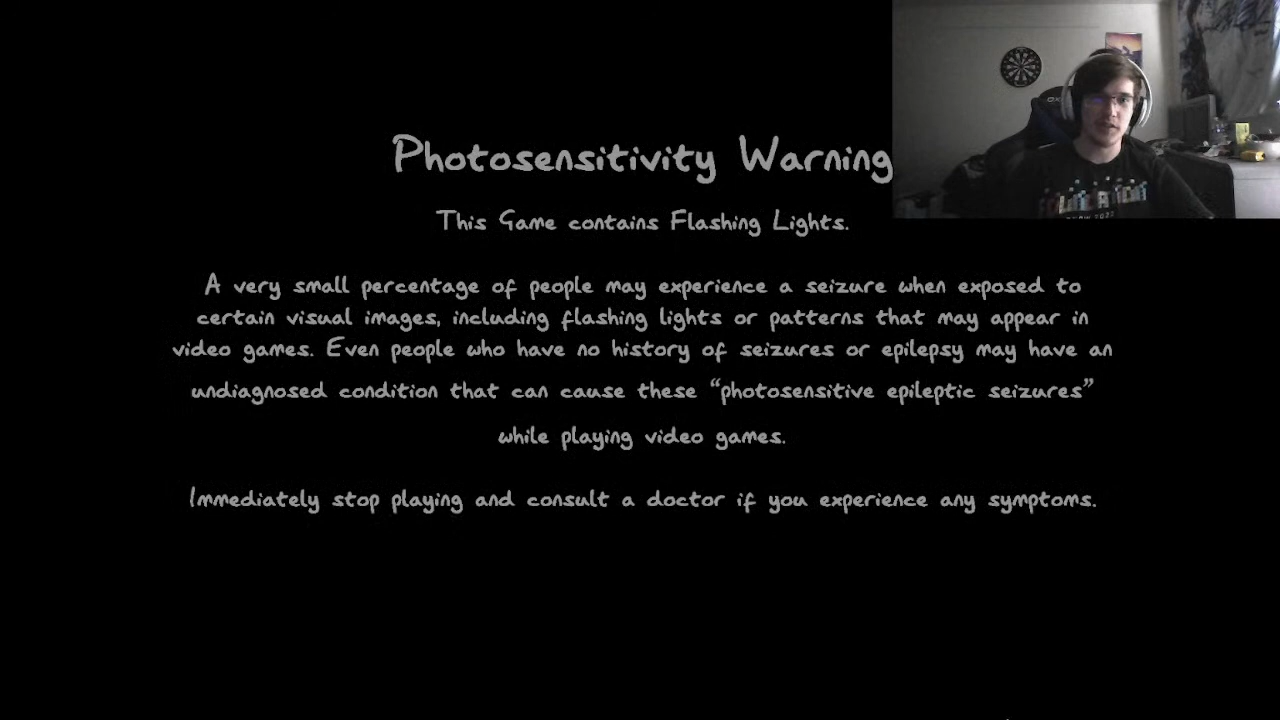 Photosensitivity Warning
This Game contains Flashing Lights.
A very small percentage of people may experience a seizure when exposed to
certain visual images, including flashing lights or patterns that may appear in
video games. Even people who have no history of seizures or epilepsy may have an
undiagnosed condition that can cause these “photosensitive epileptic seizures”
while playing video games.
Immediately stop playing and consult a doctor if you experience any symptoms.